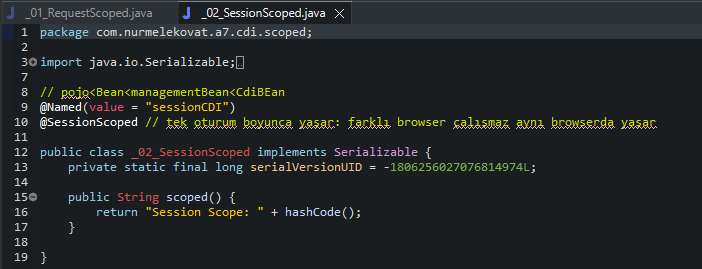 _01_RequestScoped.java
_02_SessionScoped.java
1 package com.nurmelekovat.a7.cdi.scoped;
2
3 import java.io.Serializable;
7
8 // pojo<Bean<managementBean<CdiBEan
9 @Named(value = "sessionCDI")
10 @SessionScoped // tek oturum boyunca yaşar: farklı browser çalışmaz aynı browserda yaşar
11
12 public class _02_SessionScoped implements Serializable {
13 private static final long serialVersionUID = -1806256027076814974L;
14
15 public String scoped() {
16 return "Session Scope: " + hashCode();
17 }
18
19 }